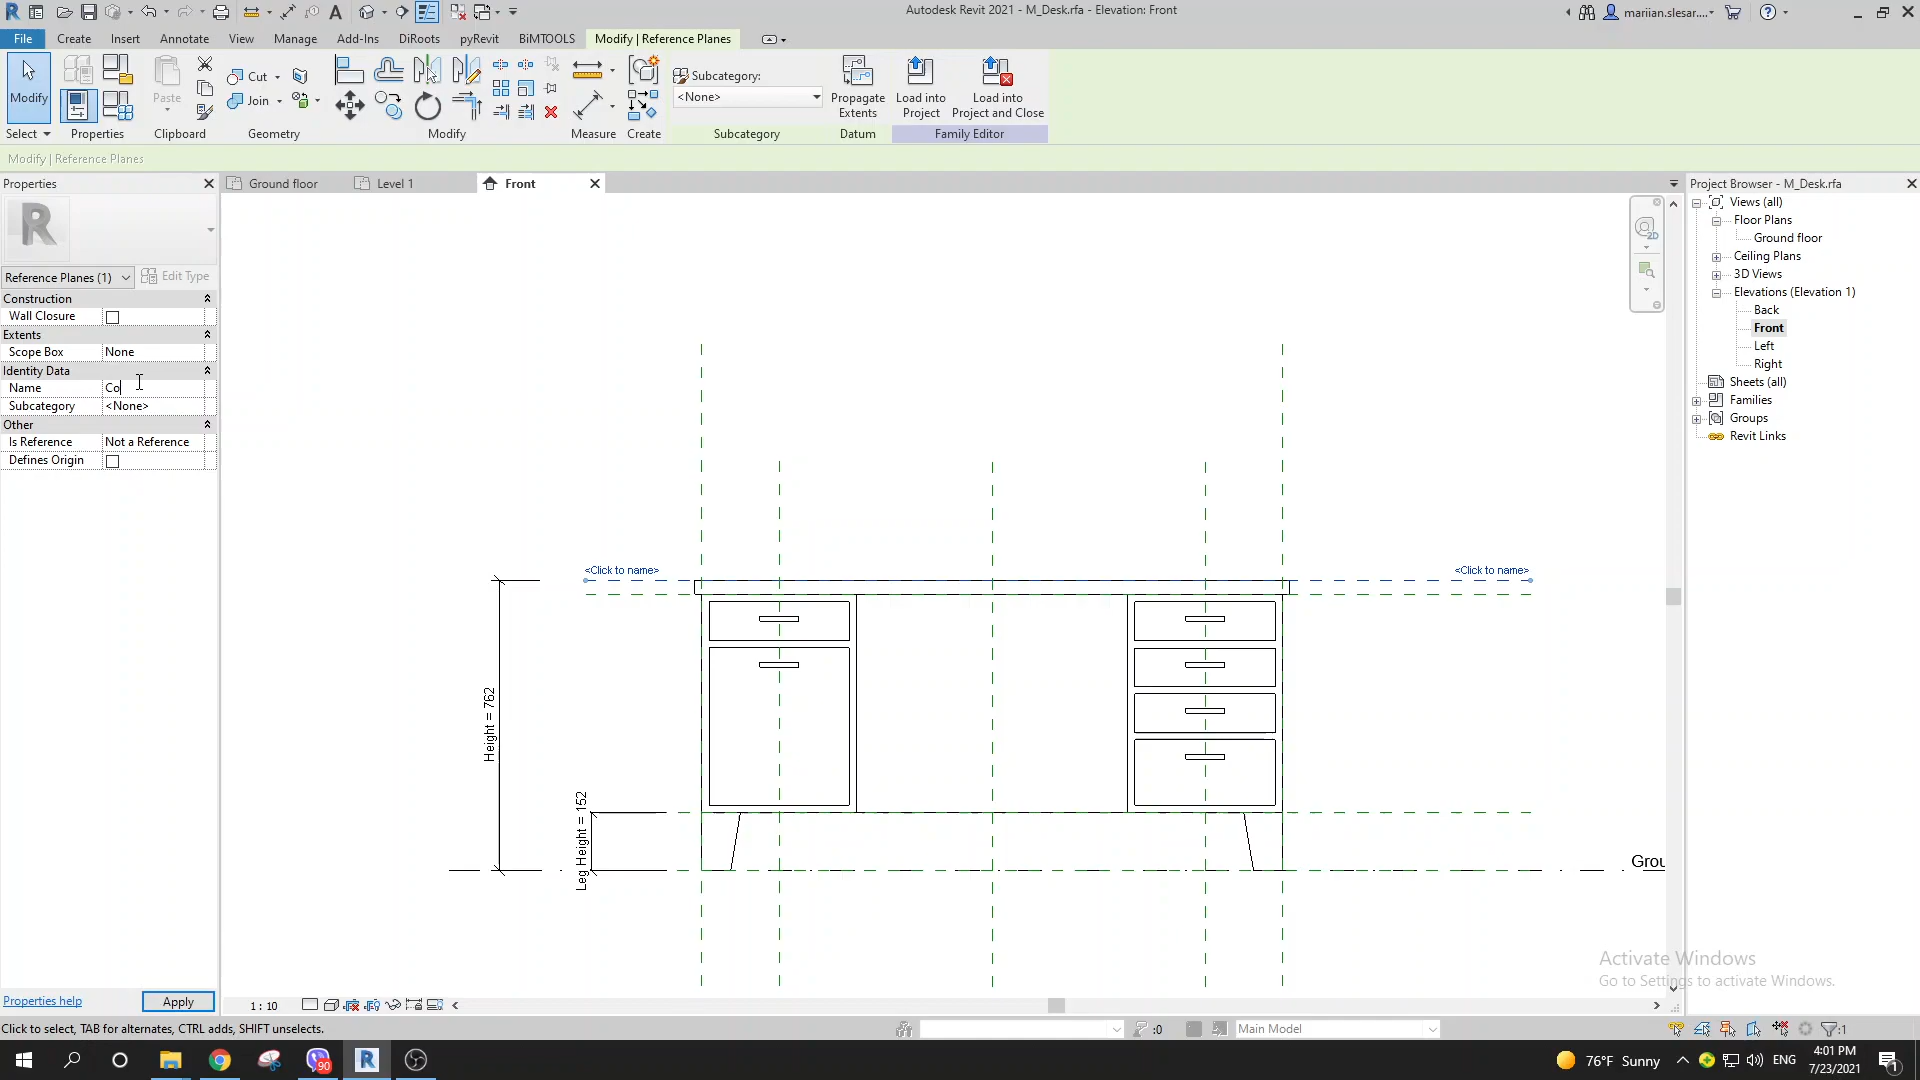 Autodesk Revit 2021 - M_Desk.rfa - Elevation: Front
mariian.slesar....
File Create Insert Annotate View Manage Add-Ins DiRoots pyRevit BiMTOOLS Modify | Reference Planes
Modify
Paste
Cut
Join
Subcategory:
<None>
Propagate
Extents
Load into
Project
Load into
Project and Close
Select Properties Clipboard Geometry Modify Measure Create Subcategory Datum Family Editor
Modify | Reference Planes
Properties
Ground floor
Level 1
Front
Project Browser - M_Desk.rfa
Reference Planes (1)
Edit Type
Construction
Wall Closure
Extents
Scope Box None
Identity Data
Name Co
Subcategory <None>
Other
Is Reference Not a Reference
Defines Origin
Properties help
Apply
<Click to name>
<Click to name>
Height = 762
Leg Height = 152
Grou
2D
Views (all)
Floor Plans
Ground floor
Ceiling Plans
3D Views
Elevations (Elevation 1)
Back
Front
Left
Right
Sheets (all)
Families
Groups
Revit Links
Activate Windows
Go to Settings to activate Windows.
1 : 10
Click to select, TAB for alternates, CTRL adds, SHIFT unselects.
:0
Main Model
:1
90
76°F Sunny
ENG
4:01 PM
7/23/2021
1